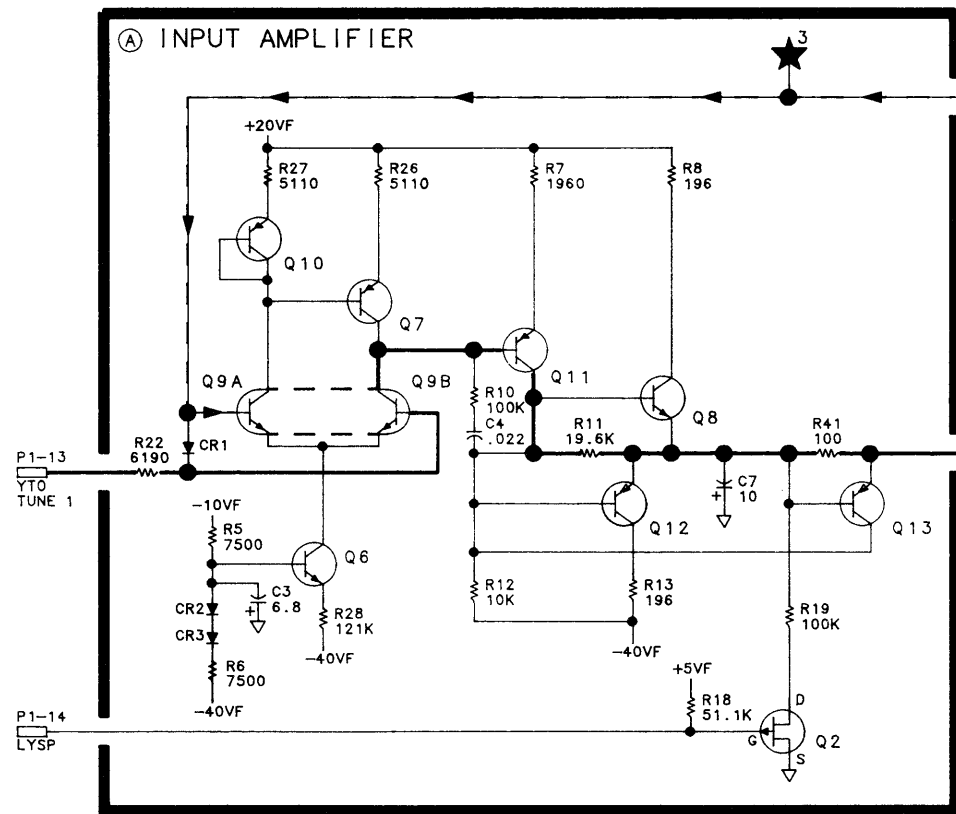 A INPUT AMPLIFIER
3
+20VF
R27
5110
R26
5110
R7
1960
R8
196
Q10
Q7
Q11
Q9A
Q9B
Q8
R10
100K
C4
.022
R11
19.6K
R41
100
CR1
P1-13
R22
6190
YTO
TUNE 1
-10VF
R5
7500
Q6
C7
10
Q12
Q13
C3
6.8
CR2
R28
121K
R12
10K
R13
196
R19
100K
CR3
-40VF
-40VF
R6
7500
+5VF
-40VF
R18
51.1K
P1-14
LYSP
D
G
Q2
S
+
+